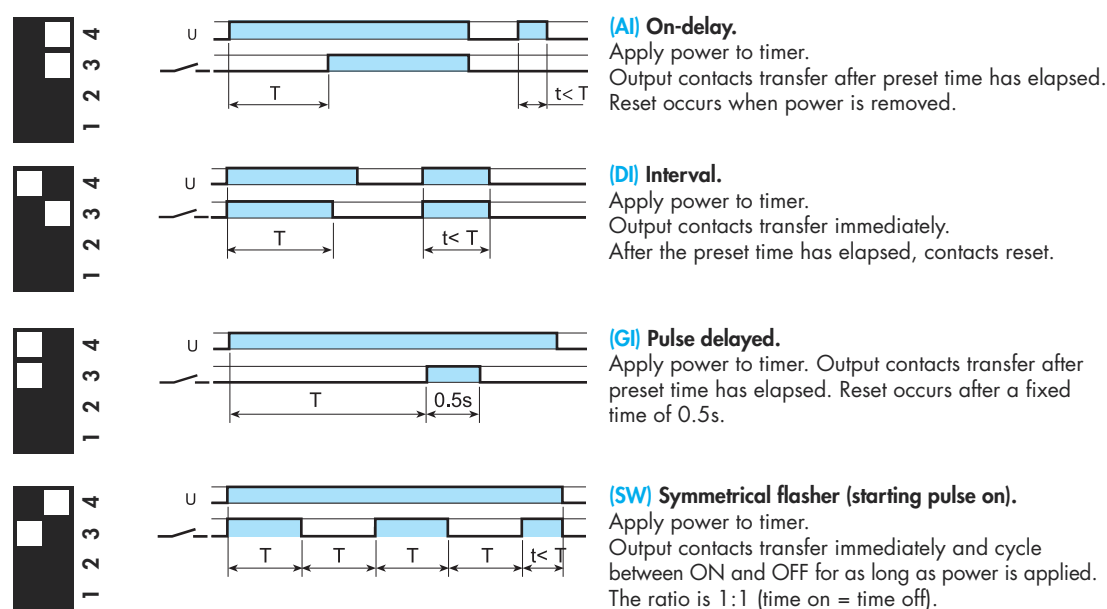 4
3
2
1
U
T
t< T
(AI) On-delay.
Apply power to timer.
Output contacts transfer after preset time has elapsed.
Reset occurs when power is removed.
4
3
2
1
U
T
t< T
(DI) Interval.
Apply power to timer.
Output contacts transfer immediately.
After the preset time has elapsed, contacts reset.
4
3
2
1
U
T
0.5s
(GI) Pulse delayed.
Apply power to timer. Output contacts transfer after
preset time has elapsed. Reset occurs after a fixed
time of 0.5s.
4
3
2
1
U
T T T T t< T
(SW) Symmetrical flasher (starting pulse on).
Apply power to timer.
Output contacts transfer immediately and cycle
between ON and OFF for as long as power is applied.
The ratio is 1:1 (time on = time off).